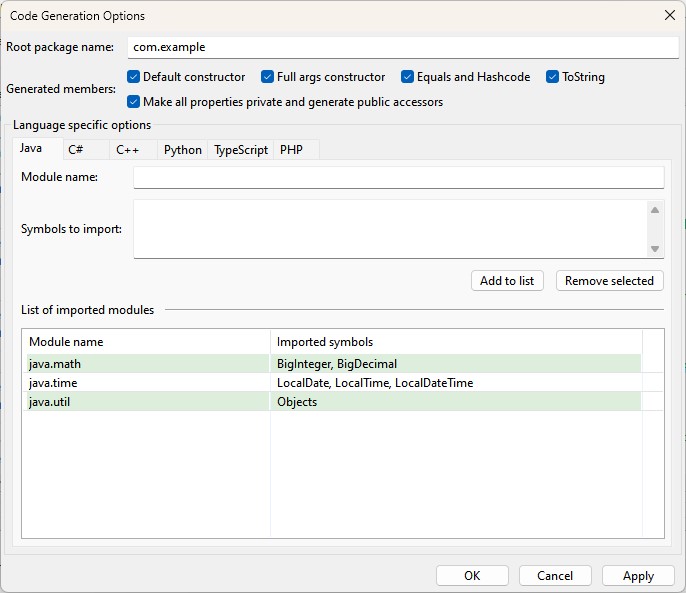 Code Generation Options
Root package name: com.example
Generated members: Default constructor Full args constructor Equals and Hashcode ToString
Make all properties private and generate public accessors
Language specific options
Java C# C++ Python TypeScript PHP
Module name:
Symbols to import:
Add to list Remove selected
List of imported modules
Module name Imported symbols
java.math BigInteger, BigDecimal
java.time LocalDate, LocalTime, LocalDateTime
java.util Objects
OK Cancel Apply